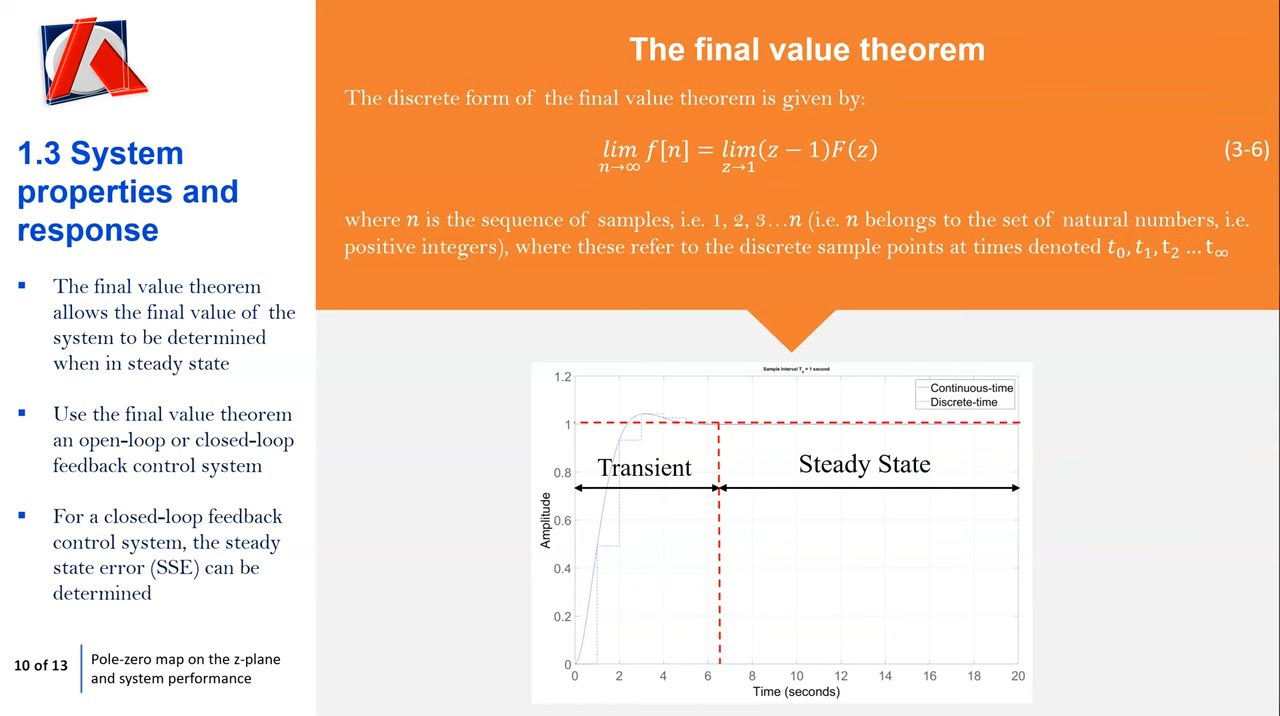 1.3 System
properties and
response
▪ The final value theorem
allows the final value of the
system to be determined
when in steady state
▪ Use the final value theorem
an open-loop or closed-loop
feedback control system
▪ For a closed-loop feedback
control system, the steady
state error (SSE) can be
determined
10 of 13
Pole-zero map on the z-plane
and system performance
The final value theorem
The discrete form of the final value theorem is given by:
lim f[n] = lim(z − 1)F(z) (3-6)
n→∞ z→1
where n is the sequence of samples, i.e. 1, 2, 3…n (i.e. n belongs to the set of natural numbers, i.e.
positive integers), where these refer to the discrete sample points at times denoted t₀, t₁, t₂ … t∞
Sample Interval Tₛ = 1 second
Continuous-time
Discrete-time
1.2
1
0.8
0.6
0.4
0.2
0
Amplitude
Transient
Steady State
0 2 4 6 8 10 12 14 16 18 20
Time (seconds)